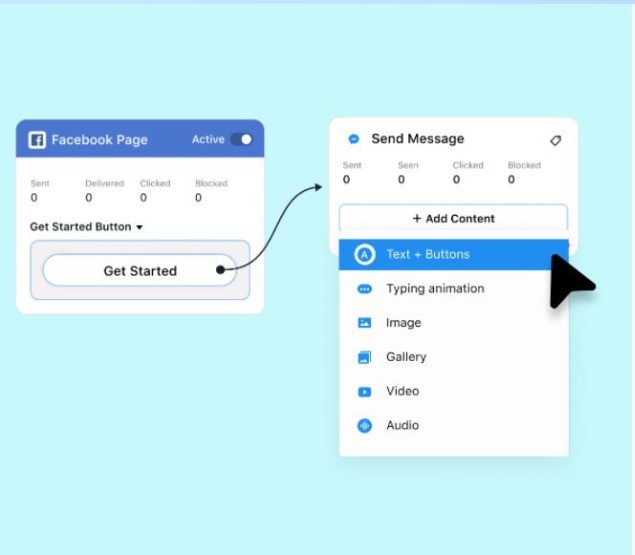 Facebook Page Active
Sent Delivered Clicked Blocked
0 0 0 0
Get Started Button
Get Started
Send Message
Sent Seen Clicked Blocked
0 0 0 0
+ Add Content
A Text + Buttons
Typing animation
Image
Gallery
Video
Audio